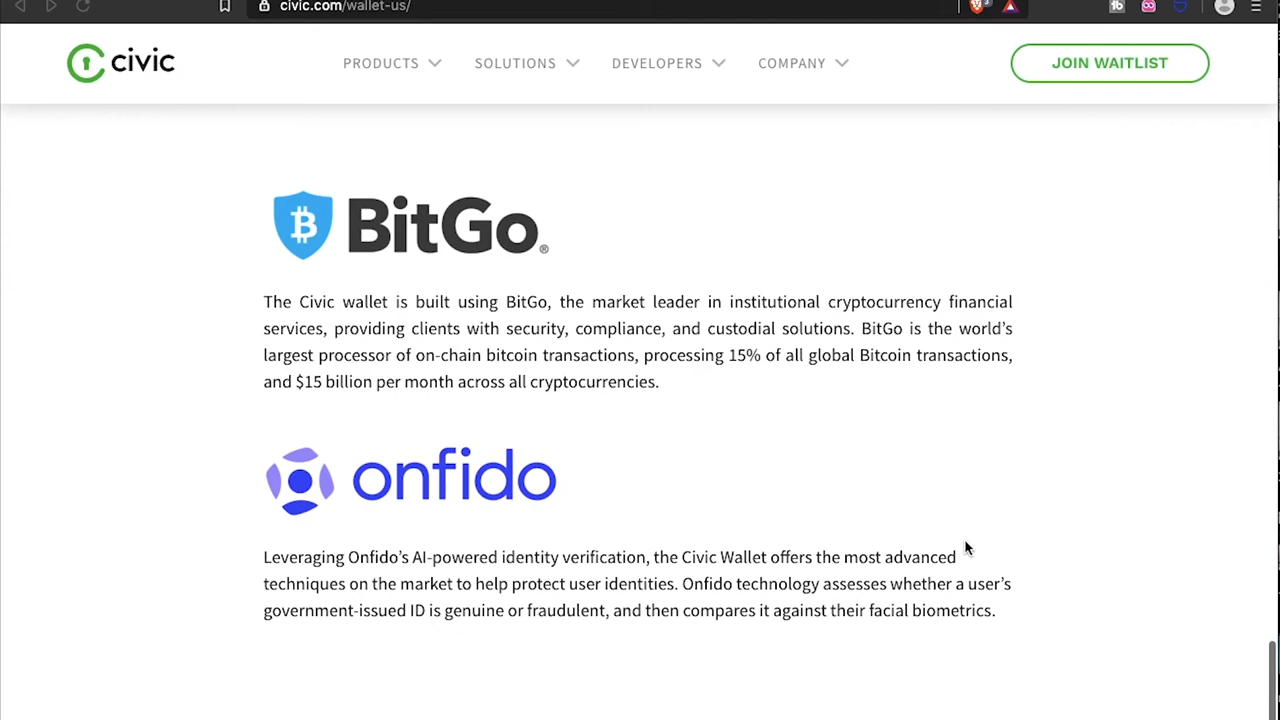 civic.com/wallet-us/
civic
PRODUCTS
SOLUTIONS
DEVELOPERS
COMPANY
JOIN WAITLIST
BitGo®
The Civic wallet is built using BitGo, the market leader in institutional cryptocurrency financial
services, providing clients with security, compliance, and custodial solutions. BitGo is the world’s
largest processor of on-chain bitcoin transactions, processing 15% of all global Bitcoin transactions,
and $15 billion per month across all cryptocurrencies.
onfido
Leveraging Onfido’s AI-powered identity verification, the Civic Wallet offers the most advanced
techniques on the market to help protect user identities. Onfido technology assesses whether a user’s
government-issued ID is genuine or fraudulent, and then compares it against their facial biometrics.